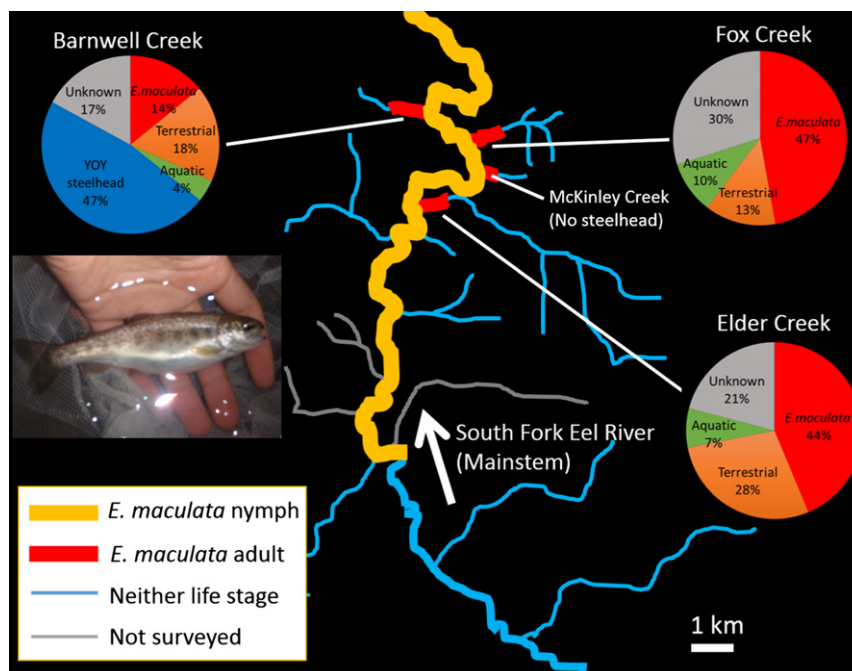 Barnwell Creek
Unknown
17%
E.maculata
14%
Terrestrial
18%
Aquatic
4%
YOY
steelhead
47%
Fox Creek
Unknown
30%
E.maculata
47%
Aquatic
10%
Terrestrial
13%
McKinley Creek
(No steelhead)
Elder Creek
Unknown
21%
E.maculata
44%
Aquatic
7%
Terrestrial
28%
South Fork Eel River
(Mainstem)
E. maculata nymph
E. maculata adult
Neither life stage
Not surveyed
1 km